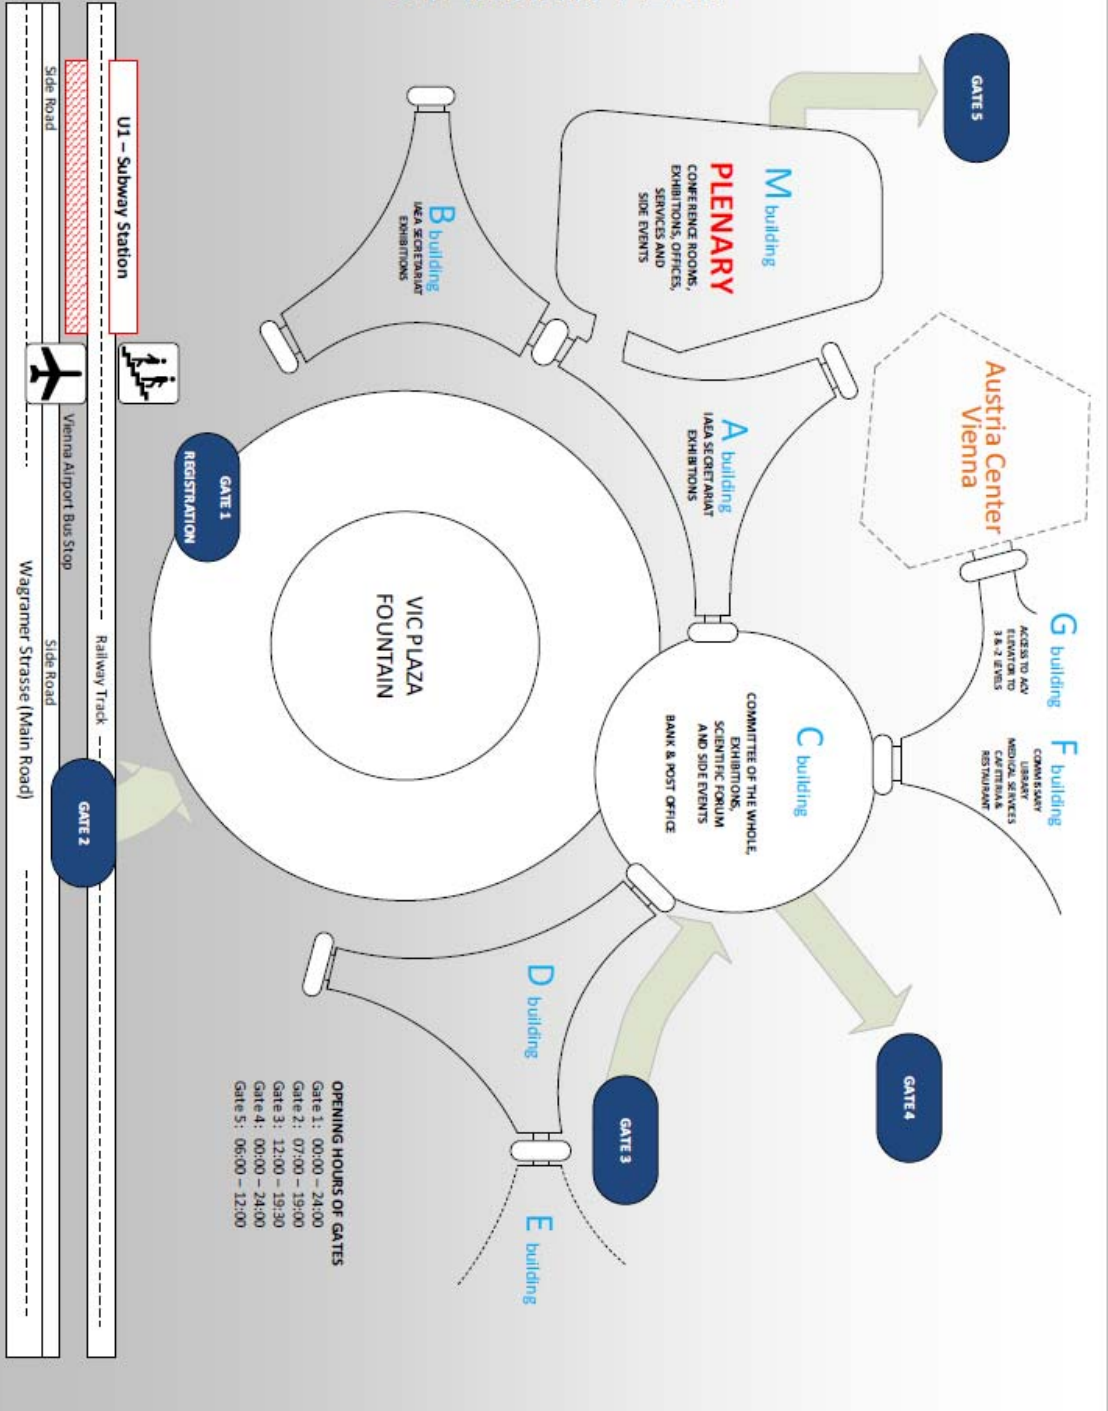 GATE 5
Austria Center
Vienna
G building
ACCESS TO ACV
ELEVATOR TO
3 & -2 LEVELS
F building
COMMISSARY
LIBRARY
MEDICAL SERVICES
CAFETERIA &
RESTAURANT
GATE 4
M building
PLENARY
CONFERENCE ROOMS,
EXHIBITIONS, OFFICES,
SERVICES AND
SIDE EVENTS
A building
IAEA SECRETARIAT
EXHIBITIONS
C building
COMMITTEE OF THE WHOLE,
EXHIBITIONS,
SCIENTIFIC FORUM
AND SIDE EVENTS
BANK & POST OFFICE
GATE 3
B building
IAEA SECRETARIAT
EXHIBITIONS
VIC PLAZA
FOUNTAIN
D building
E building
OPENING HOURS OF GATES
Gate 1: 00:00 – 24:00
Gate 2: 07:00 – 19:00
Gate 3: 12:00 – 19:30
Gate 4: 00:00 – 24:00
Gate 5: 06:00 – 12:00
GATE 1
REGISTRATION
U1 – Subway Station
Railway Track
GATE 2
Vienna Airport Bus Stop
Side Road
Side Road
Wagramer Strasse (Main Road)